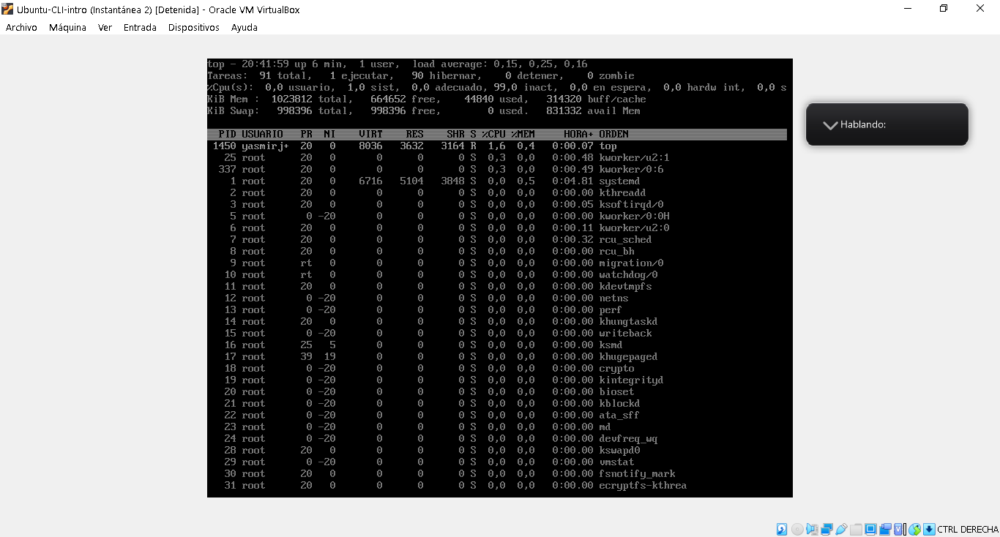 Ubuntu-CLI-intro (Instantánea 2) [Detenida] - Oracle VM VirtualBox
Archivo Máquina Ver Entrada Dispositivos Ayuda
top - 20:41:59 up 6 min,  1 user,  load average: 0,15, 0,25, 0,16
Tareas:  91 total,   1 ejecutar,   90 hibernar,    0 detener,    0 zombie
%Cpu(s):  0,0 usuario,  1,0 sist,  0,0 adecuado, 99,0 inact,  0,0 en espera,  0,0 hardw int,  0,0 s
KiB Mem :  1023812 total,   664652 free,    44840 used,   314320 buff/cache
KiB Swap:   998396 total,   998396 free,        0 used.   831332 avail Mem
PID USUARIO   PR  NI    VIRT    RES    SHR S %CPU %MEM     HORA+ ORDEN
Hablando:
1450 yasmirj+  20   0    8036   3632   3164 R  1,6  0,4   0:00.07 top
25 root      20   0       0      0      0 S  0,3  0,0   0:00.48 kworker/u2:1
337 root      20   0       0      0      0 S  0,3  0,0   0:00.49 kworker/0:6
1 root      20   0    6716   5104   3848 S  0,0  0,5   0:04.81 systemd
2 root      20   0       0      0      0 S  0,0  0,0   0:00.00 kthreadd
3 root      20   0       0      0      0 S  0,0  0,0   0:00.05 ksoftirqd/0
5 root       0 -20       0      0      0 S  0,0  0,0   0:00.00 kworker/0:0H
6 root      20   0       0      0      0 S  0,0  0,0   0:00.11 kworker/u2:0
7 root      20   0       0      0      0 S  0,0  0,0   0:00.32 rcu_sched
8 root      20   0       0      0      0 S  0,0  0,0   0:00.00 rcu_bh
9 root      rt   0       0      0      0 S  0,0  0,0   0:00.00 migration/0
10 root      rt   0       0      0      0 S  0,0  0,0   0:00.00 watchdog/0
11 root      20   0       0      0      0 S  0,0  0,0   0:00.00 kdevtmpfs
12 root       0 -20       0      0      0 S  0,0  0,0   0:00.00 netns
13 root       0 -20       0      0      0 S  0,0  0,0   0:00.00 perf
14 root      20   0       0      0      0 S  0,0  0,0   0:00.00 khungtaskd
15 root       0 -20       0      0      0 S  0,0  0,0   0:00.00 writeback
16 root      25   5       0      0      0 S  0,0  0,0   0:00.00 ksmd
17 root      39  19       0      0      0 S  0,0  0,0   0:00.00 khugepaged
18 root       0 -20       0      0      0 S  0,0  0,0   0:00.00 crypto
19 root       0 -20       0      0      0 S  0,0  0,0   0:00.00 kintegrityd
20 root       0 -20       0      0      0 S  0,0  0,0   0:00.00 bioset
21 root       0 -20       0      0      0 S  0,0  0,0   0:00.00 kblockd
22 root       0 -20       0      0      0 S  0,0  0,0   0:00.00 ata_sff
23 root       0 -20       0      0      0 S  0,0  0,0   0:00.00 md
24 root       0 -20       0      0      0 S  0,0  0,0   0:00.00 devfreq_wq
28 root      20   0       0      0      0 S  0,0  0,0   0:00.00 kswapd0
29 root       0 -20       0      0      0 S  0,0  0,0   0:00.00 vmstat
30 root      20   0       0      0      0 S  0,0  0,0   0:00.00 fsnotify_mark
31 root      20   0       0      0      0 S  0,0  0,0   0:00.00 ecryptfs-kthrea
CTRL DERECHA